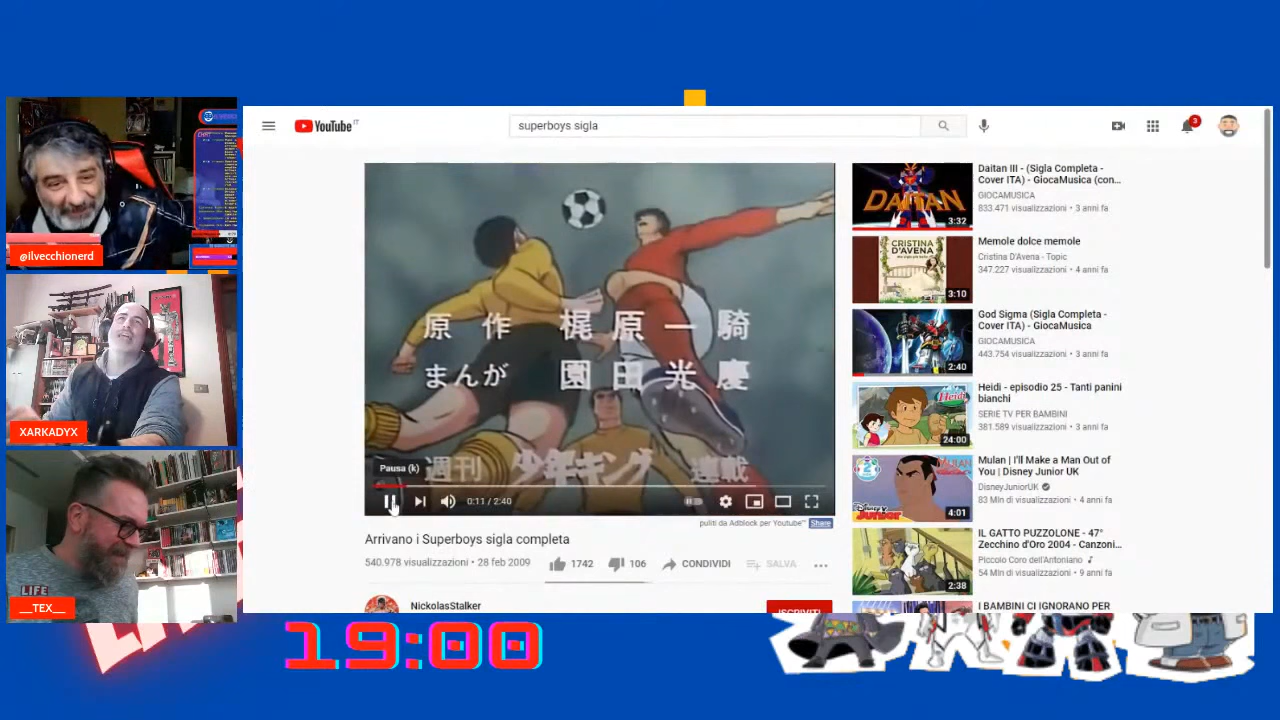 @ilvecchionerd
XARKADYX
LIFE
__TEX__
YouTube IT
superboys sigla
3
原作 梶原一騎
まんが 園田光慶
週刊 少年キング 連載
Pausa (k)
0:11 / 2:40
puliti da Adblock per Youtube™ Share
Arrivano i Superboys sigla completa
540.978 visualizzazioni • 28 feb 2009
1742
106
CONDIVIDI
SALVA
NickolasStalker
ISCRIVITI
DAITAN
3:32
Daitan III - (Sigla Completa -
Cover ITA) - GiocaMusica (con...
GIOCAMUSICA
833.471 visualizzazioni • 3 anni fa
CRISTINA
D'AVENA
3:10
Memole dolce memole
Cristina D'Avena - Topic
347.227 visualizzazioni • 4 anni fa
2:40
God Sigma (Sigla Completa -
Cover ITA) - GiocaMusica
GIOCAMUSICA
443.754 visualizzazioni • 3 anni fa
Heidi
24:00
Heidi - episodio 25 - Tanti panini
bianchi
SERIE TV PER BAMBINI
381.589 visualizzazioni • 3 anni fa
MULAN
Junior
4:01
Mulan | I'll Make a Man Out of
You | Disney Junior UK
DisneyJuniorUK
83 Mln di visualizzazioni • 4 anni fa
2:38
IL GATTO PUZZOLONE - 47°
Zecchino d'Oro 2004 - Canzoni...
Piccolo Coro dell'Antoniano
54 Mln di visualizzazioni • 9 anni fa
I BAMBINI CI IGNORANO PER
19:00